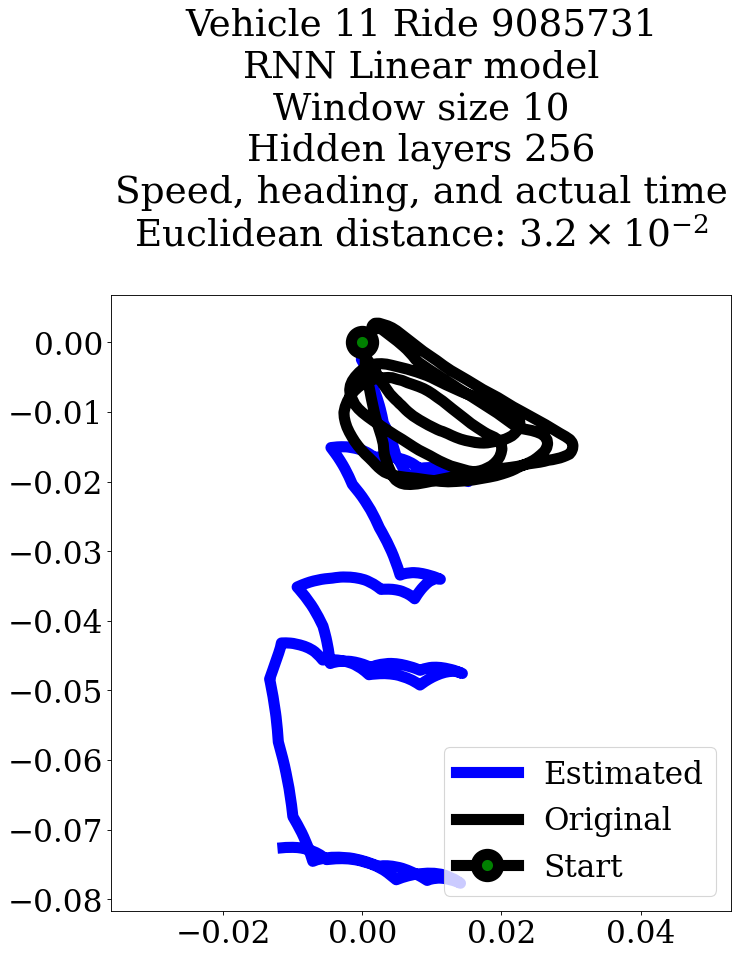 Vehicle 11 Ride 9085731
RNN Linear model
Window size 10
Hidden layers 256
Speed, heading, and actual time
Euclidean distance: 3.2 × 10⁻²
0.00
−0.01
−0.02
−0.03
−0.04
−0.05
−0.06
−0.07
−0.08
Estimated
Original
Start
−0.02 0.00 0.02 0.04